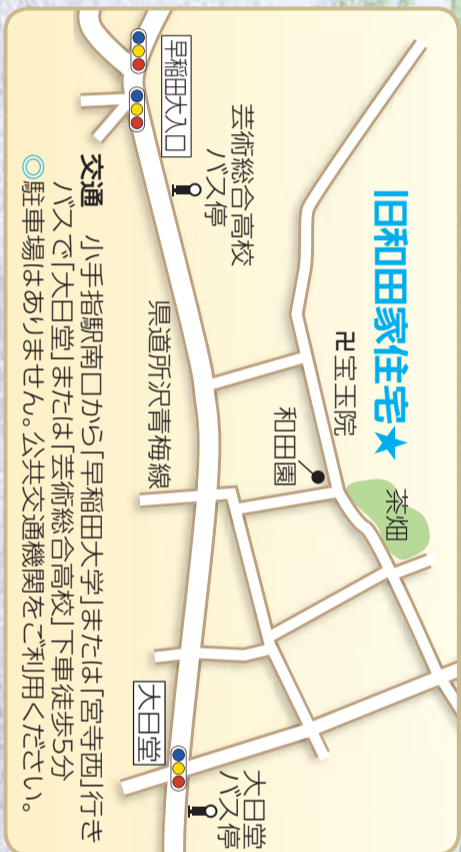 旧和田家住宅★
卍宝玉院
茶畑
和田園
芸術総合高校
バス停
早稲田大入口
県道所沢青梅線
大日堂
大日堂
バス停
交通　小手指駅南口から「早稲田大学」または「宮寺西」行き
バスで「大日堂」または「芸術総合高校」下車徒歩5分
◎駐車場はありません。公共交通機関をご利用ください。